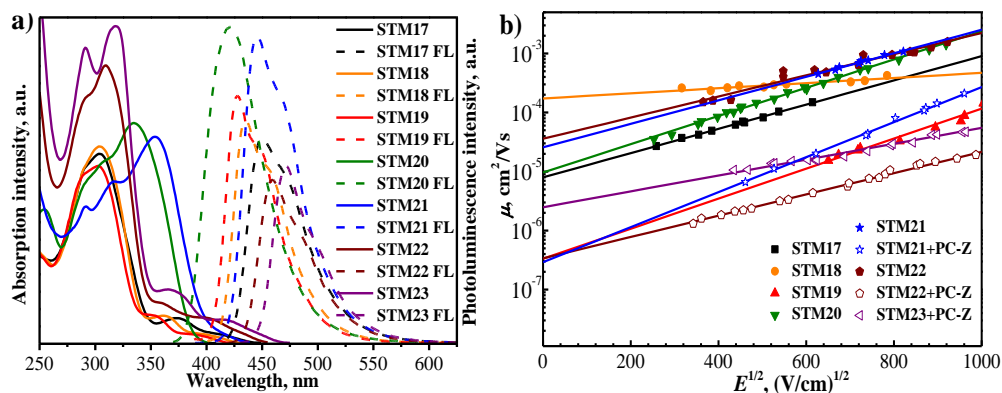 a)
Absorption intensity, a.u.
Photoluminescence intensity, a.u.
STM17
STM17 FL
STM18
STM18 FL
STM19
STM19 FL
STM20
STM20 FL
STM21
STM21 FL
STM22
STM22 FL
STM23
STM23 FL
250 300 350 400 450 500 550 600
Wavelength, nm
b)
μ, cm²/Vs
10⁻³
10⁻⁴
10⁻⁵
10⁻⁶
10⁻⁷
STM17
STM18
STM19
STM20
STM21
STM21+PC-Z
STM22
STM22+PC-Z
STM23+PC-Z
0 200 400 600 800 1000
E^{1/2}, (V/cm)^{1/2}